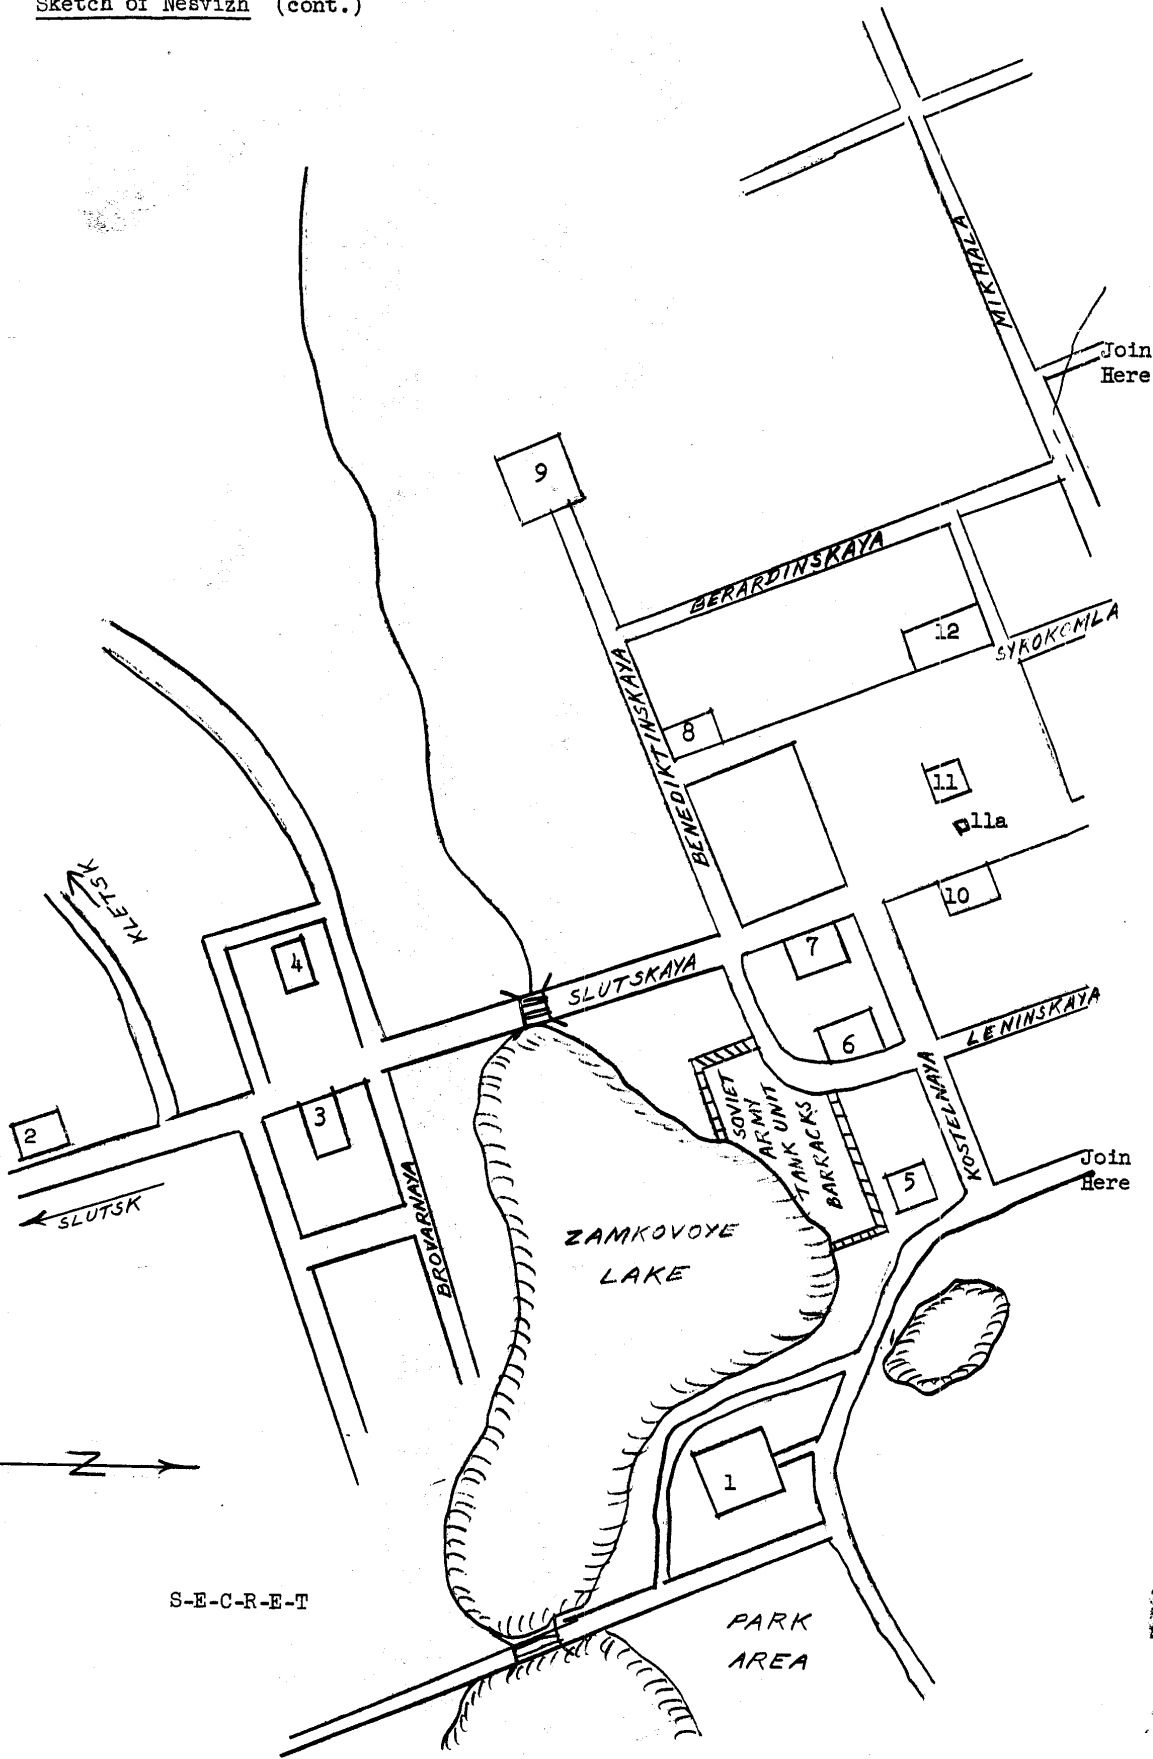 Sketch of Nesvizh (cont.)
MIKHALA
Join
Here
9
BERARDINSKAYA
12
SYROKOMLA
BENEDIKTINSKAYA
8
11
11a
10
KLETSK
4
7
SLUTSKAYA
6
LENINSKAYA
2
3
SOVIET
ARMY
TANK UNIT
BARRACKS
KOSTELNAYA
5
Join
Here
SLUTSK
BROVARNAYA
ZAMKOVOYE
LAKE
N
1
S-E-C-R-E-T
PARK
AREA